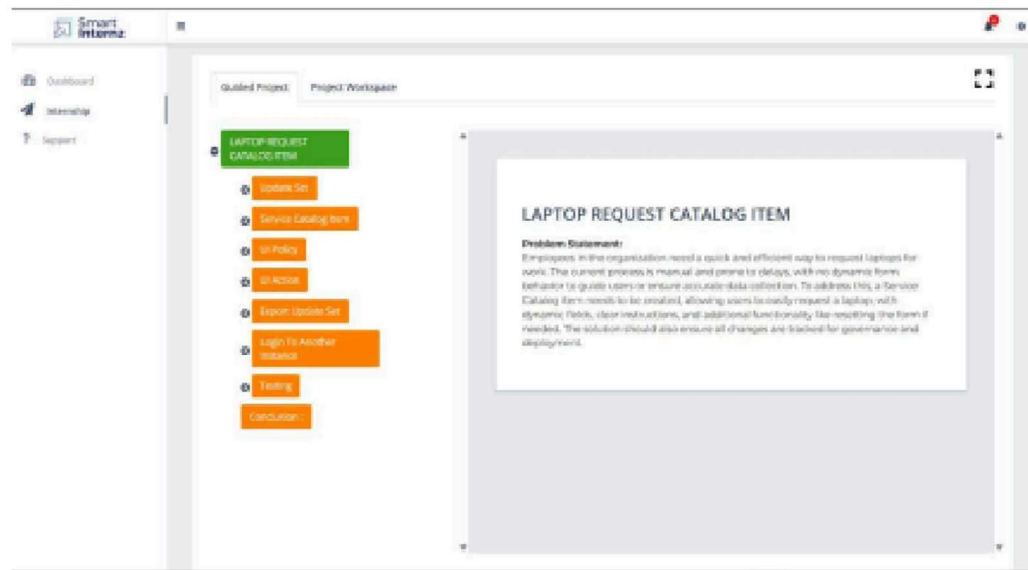 Smart
Internz
Dashboard
Internship
Support
Guided Project
Project Workspace
LAPTOP REQUEST
CATALOG ITEM
Update Set
Service Catalog Item
UI Policy
UI Action
Export Update Set
Login To Another
Instance
Testing
Conclusion :
LAPTOP REQUEST CATALOG ITEM
Problem Statement:
Employees in the organization need a quick and efficient way to request laptops for
work. The current process is manual and prone to delays, with no dynamic form
behavior to guide users or ensure accurate data collection. To address this, a Service
Catalog Item needs to be created, allowing users to easily request a laptop, with
dynamic fields, clear instructions, and additional functionality like resetting the form if
needed. The solution should also ensure all changes are tracked for governance and
deployment.